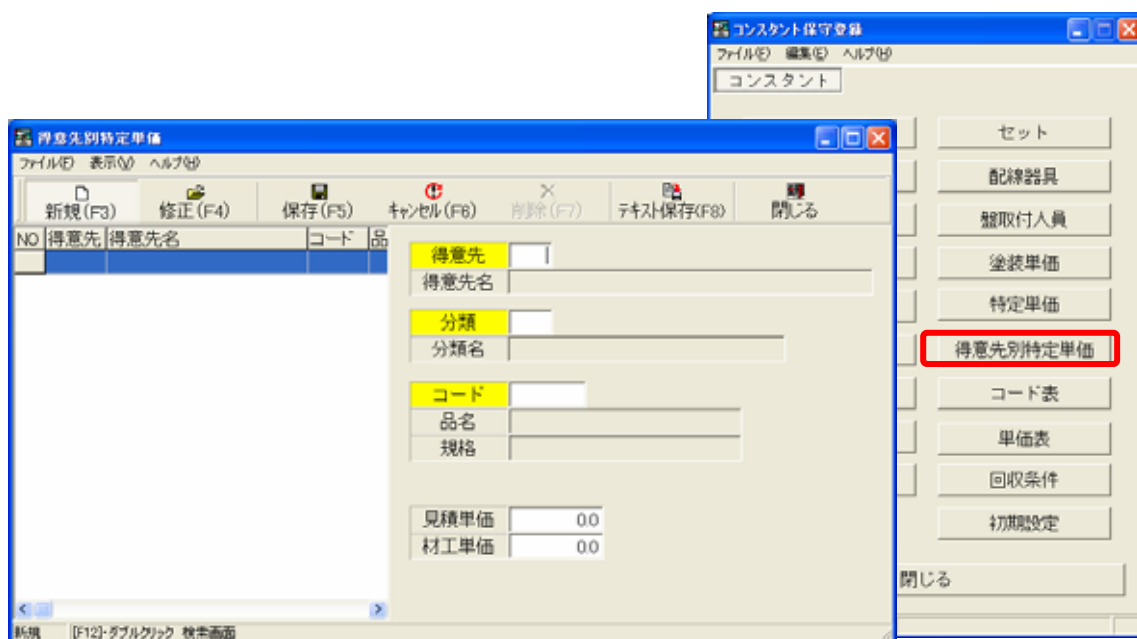 コンスタント保守登録
ファイル(F) 編集(E) ヘルプ(H)
コンスタント
セット
配線器具
盤取付人員
塗装単価
特定単価
得意先別特定単価
コード表
単価表
回収条件
初期設定
閉じる
得意先別特定単価
ファイル(F) 表示(V) ヘルプ(H)
新規(F3) 修正(F4) 保存(F5) キャンセル(F6) 削除(F7) テキスト保存(F8) 閉じる
NO 得意先 得意先名 コード 品
得意先
得意先名
分類
分類名
コード
品名
規格
見積単価 0.0
材工単価 0.0
新規 [F12]・ダブルクリック 検索画面